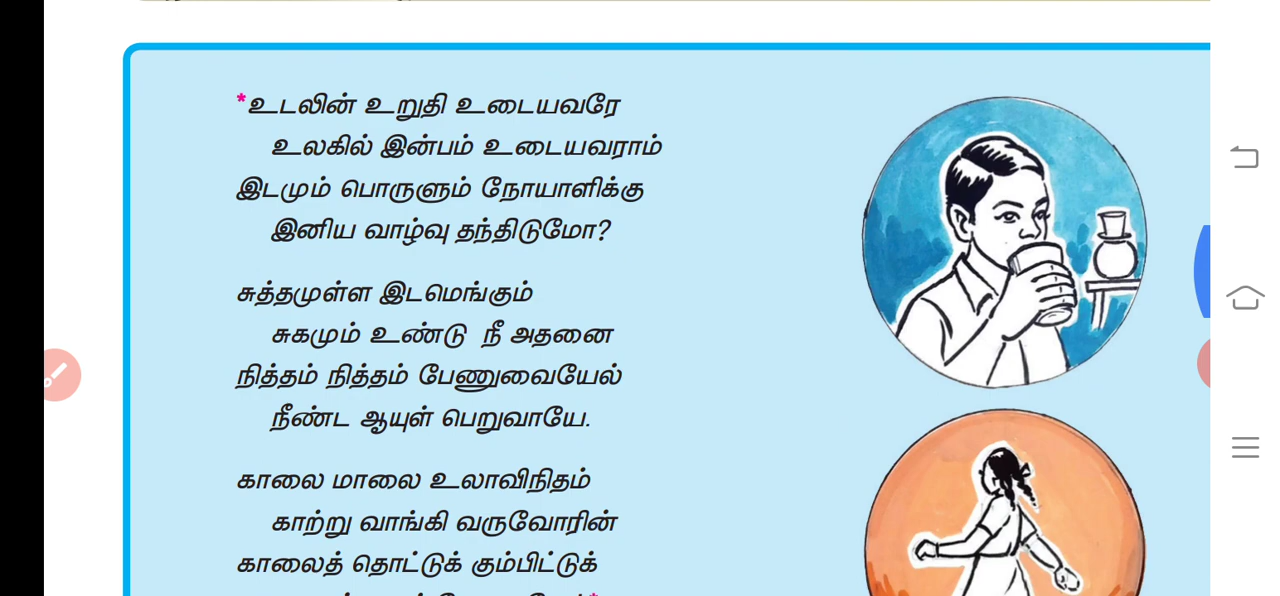 *உடலின் உறுதி உடையவரே
உலகில் இன்பம் உடையவராம்
இடமும் பொருளும் நோயாளிக்கு
இனிய வாழ்வு தந்திடுமோ?
சுத்தமுள்ள இடமெங்கும்
சுகமும் உண்டு நீ அதனை
நித்தம் நித்தம் பேணுவையேல்
நீண்ட ஆயுள் பெறுவாயே.
காலை மாலை உலாவிநிதம்
காற்று வாங்கி வருவோரின்
காலைத் தொட்டுக் கும்பிட்டுக்